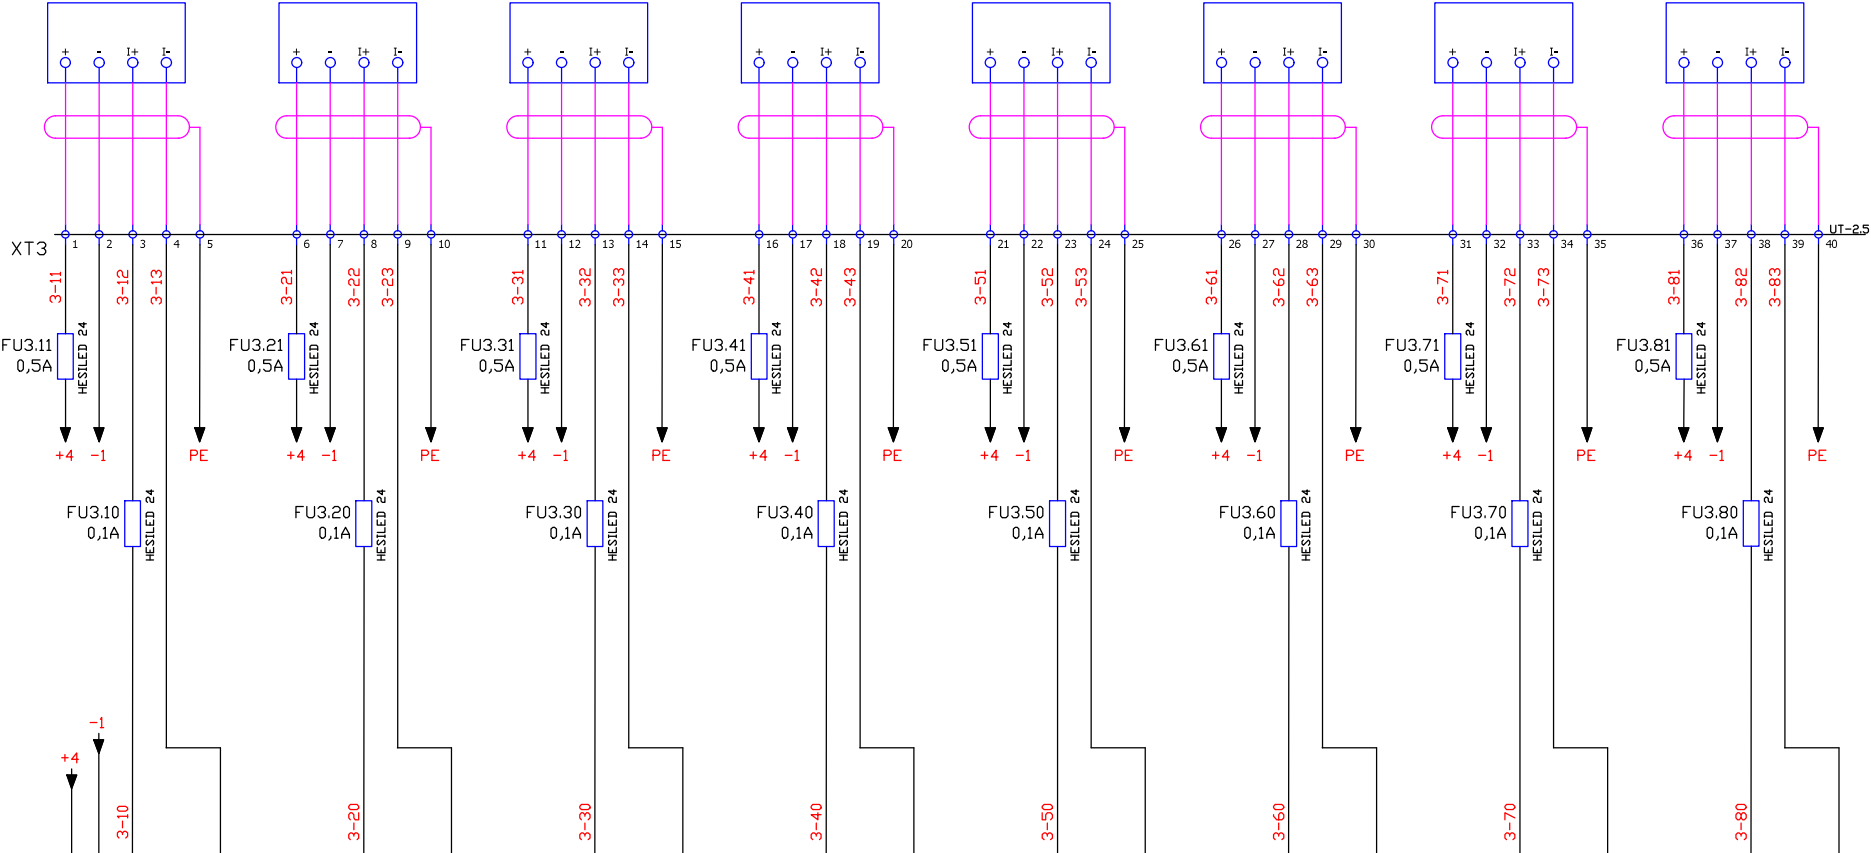 + - I+ I- + - I+ I- + - I+ I- + - I+ I- + - I+ I- + - I+ I- + - I+ I- + - I+ I-
UT-2.5
XT3 1 2 3 4 5 6 7 8 9 10 11 12 13 14 15 16 17 18 19 20 21 22 23 24 25 26 27 28 29 30 31 32 33 34 35 36 37 38 39 40
3-11 3-12 3-13 3-21 3-22 3-23 3-31 3-32 3-33 3-41 3-42 3-43 3-51 3-52 3-53 3-61 3-62 3-63 3-71 3-72 3-73 3-81 3-82 3-83
FU3.11 HESILED 24 FU3.21 HESILED 24 FU3.31 HESILED 24 FU3.41 HESILED 24 FU3.51 HESILED 24 FU3.61 HESILED 24 FU3.71 HESILED 24 FU3.81 HESILED 24
0,5A 0,5A 0,5A 0,5A 0,5A 0,5A 0,5A 0,5A
+4 -1 PE +4 -1 PE +4 -1 PE +4 -1 PE +4 -1 PE +4 -1 PE +4 -1 PE +4 -1 PE
FU3.10 HESILED 24 FU3.20 HESILED 24 FU3.30 HESILED 24 FU3.40 HESILED 24 FU3.50 HESILED 24 FU3.60 HESILED 24 FU3.70 HESILED 24 FU3.80 HESILED 24
0,1A 0,1A 0,1A 0,1A 0,1A 0,1A 0,1A 0,1A
-1
+4
3-10 3-20 3-30 3-40 3-50 3-60 3-70 3-80